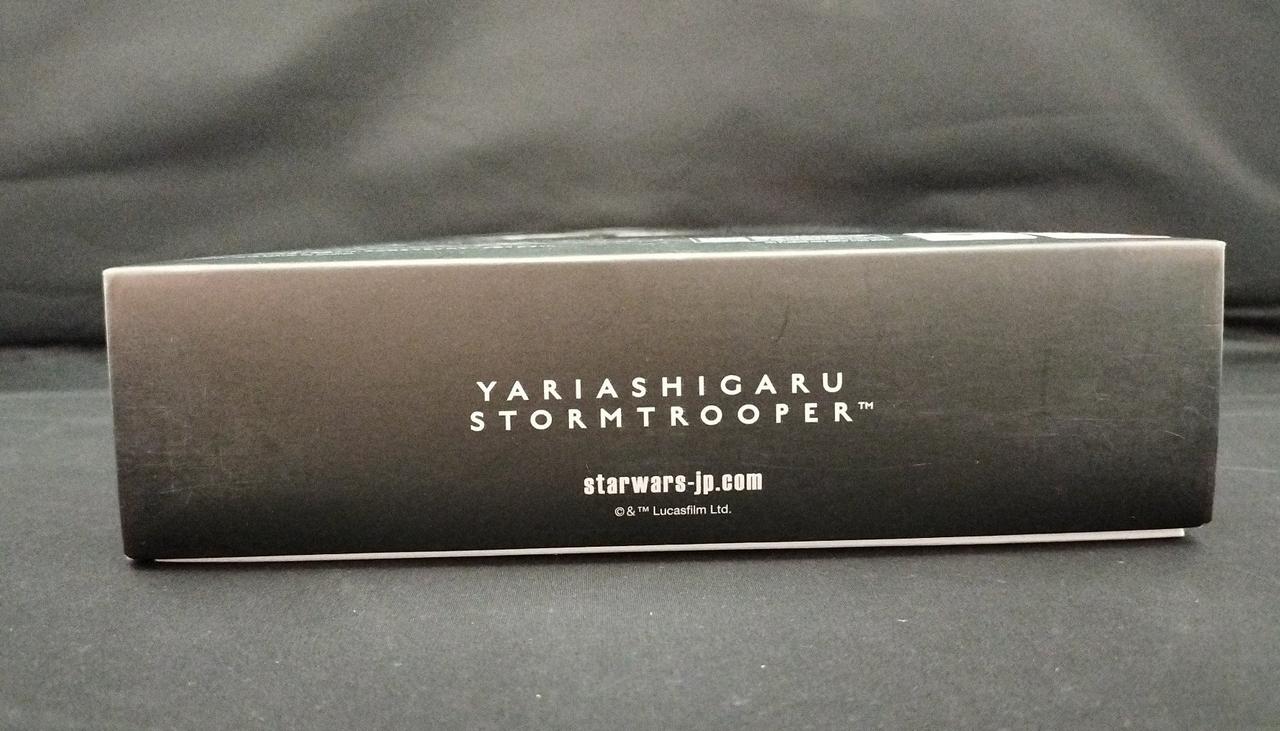 YARIASHIGARU
STORMTROOPER™
starwars-jp.com
©&™ Lucasfilm Ltd.